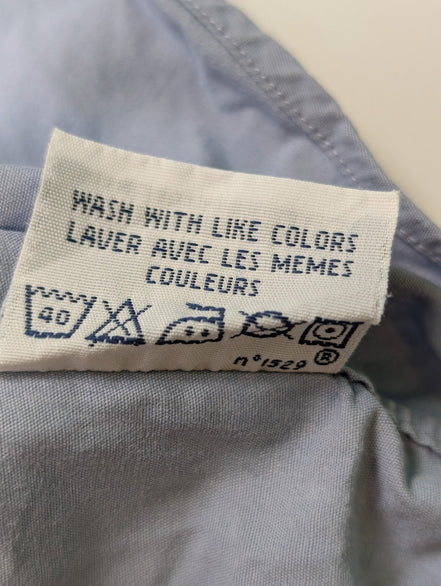 WASH WITH LIKE COLORS
LAVER AVEC LES MEMES
COULEURS
40
n°1529 ®